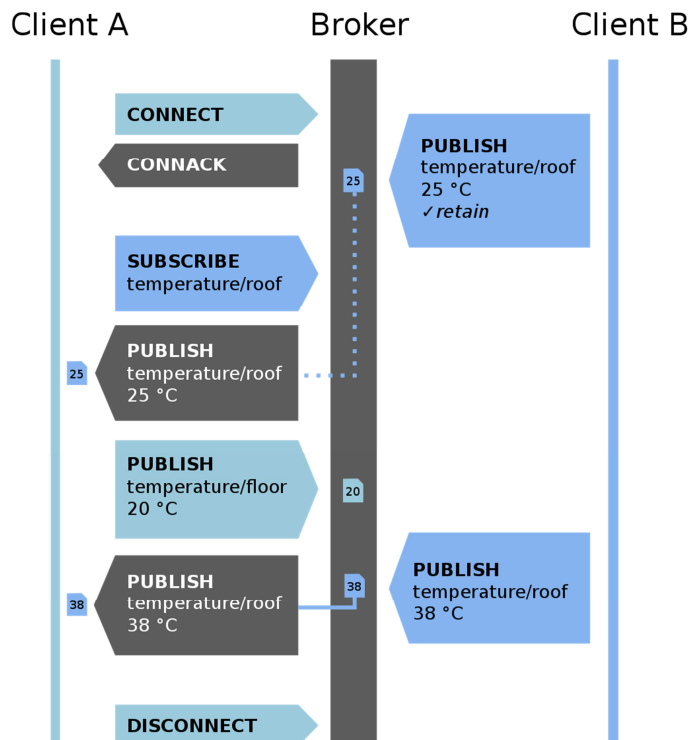 Client A
Broker
Client B
CONNECT
PUBLISH
temperature/roof
25 °C
✓retain
CONNACK
25
SUBSCRIBE
temperature/roof
PUBLISH
temperature/roof
25 °C
25
PUBLISH
temperature/floor
20 °C
20
PUBLISH
temperature/roof
38 °C
38
38
PUBLISH
temperature/roof
38 °C
DISCONNECT